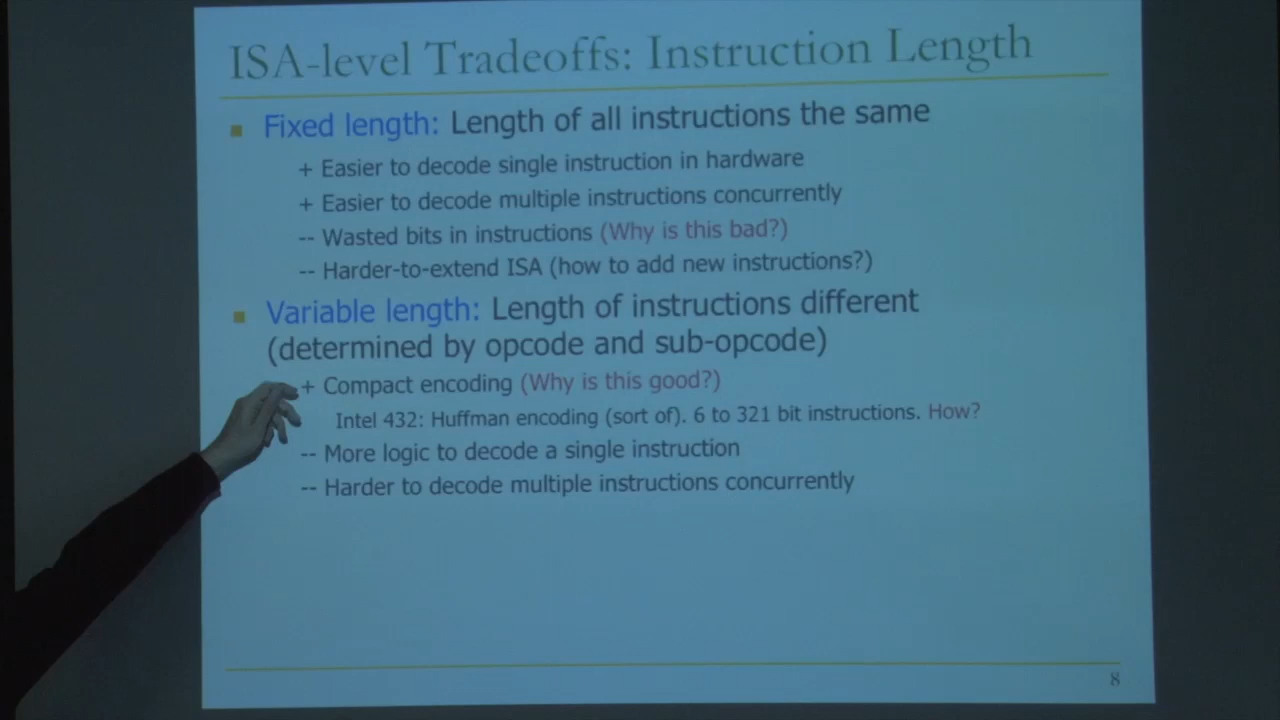 ISA-level Tradeoffs: Instruction Length
Fixed length: Length of all instructions the same
+ Easier to decode single instruction in hardware
+ Easier to decode multiple instructions concurrently
-- Wasted bits in instructions (Why is this bad?)
-- Harder-to-extend ISA (how to add new instructions?)
Variable length: Length of instructions different
(determined by opcode and sub-opcode)
+ Compact encoding (Why is this good?)
Intel 432: Huffman encoding (sort of). 6 to 321 bit instructions. How?
-- More logic to decode a single instruction
-- Harder to decode multiple instructions concurrently
8